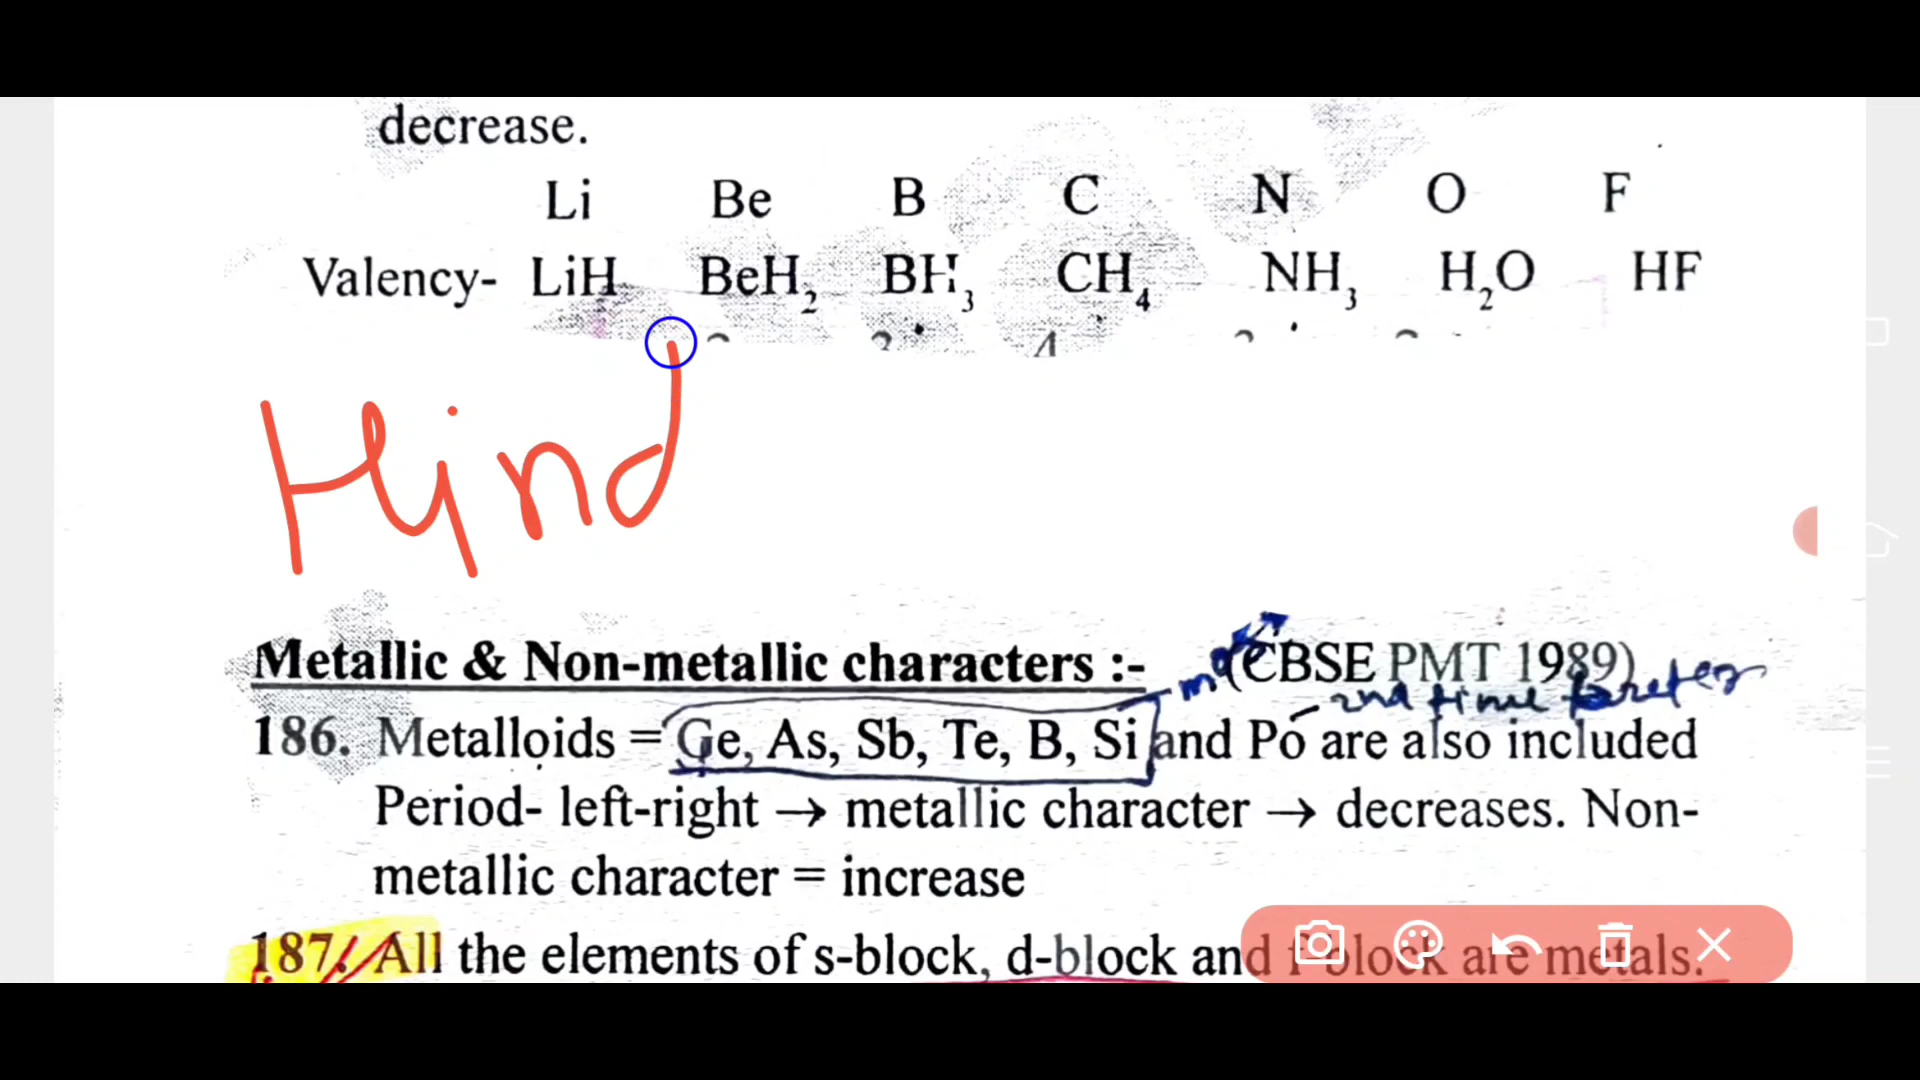 decrease.
Li Be B C N O F
Valency- LiH BeH₂ BH₃ CH₄ NH₃ H₂O HF
Hind
Metallic & Non-metallic characters :- (CBSE PMT 1989)
2nd time
186. Metalloids = Ge, As, Sb, Te, B, Si and Po are also included
Period- left-right → metallic character → decreases. Non-
metallic character = increase
187. All the elements of s-block, d-block and f-block are metals.